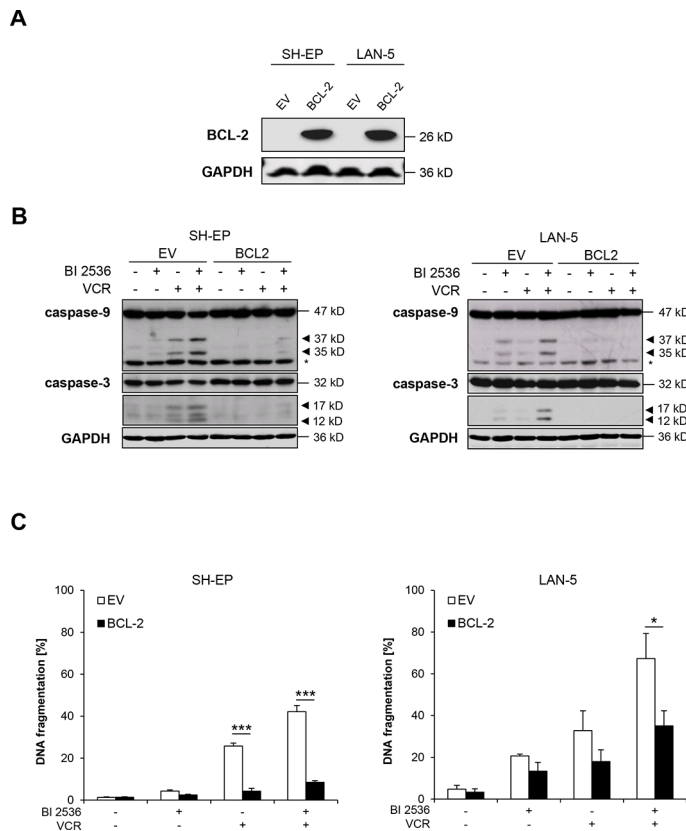 A
SH-EP LAN-5
EV BCL-2 EV BCL-2
BCL-2 26 kD
GAPDH 36 kD
B
SH-EP
EV BCL2
BI 2536 - + - + - + - +
VCR - - + + - - + +
caspase-9 47 kD
37 kD
35 kD
*
caspase-3 32 kD
17 kD
12 kD
GAPDH 36 kD
LAN-5
EV BCL2
BI 2536 - + - + - + - +
VCR - - + + - - + +
caspase-9 47 kD
37 kD
35 kD
*
caspase-3 32 kD
17 kD
12 kD
GAPDH 36 kD
C
SH-EP
DNA fragmentation [%]
100
80
60
40
20
0
EV
BCL-2
*** ***
BI 2536 - + - +
VCR - - + +
LAN-5
DNA fragmentation [%]
100
80
60
40
20
0
EV
BCL-2
*
BI 2536 - + - +
VCR - - + +